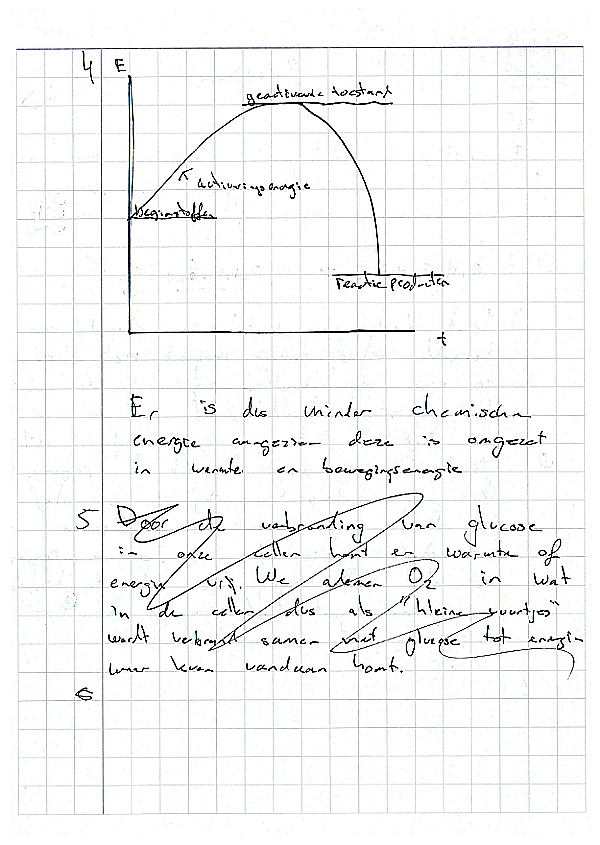 4 E
geactiveerde toestand
activeringsenergie
beginstoffen
reactie producten
t
Er is dus minder chemische
energie aangezien deze is omgezet
in warmte en bewegingsenergie
5 Door de verbranding van glucose
in onze cellen komt er warmte of
energie vrij. We ademen O2 in wat
in de cellen dus als "kleine vuurtjes"
wordt verbrand samen met glucose tot energie
waar leven vandaan komt.
6